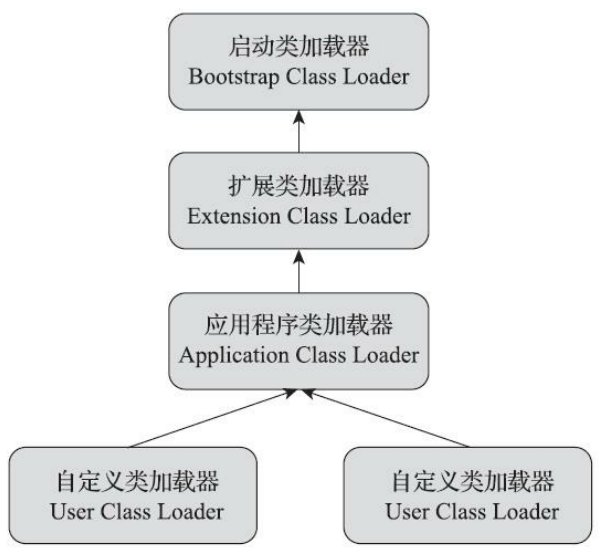 启动类加载器
Bootstrap Class Loader
扩展类加载器
Extension Class Loader
应用程序类加载器
Application Class Loader
自定义类加载器
User Class Loader
自定义类加载器
User Class Loader